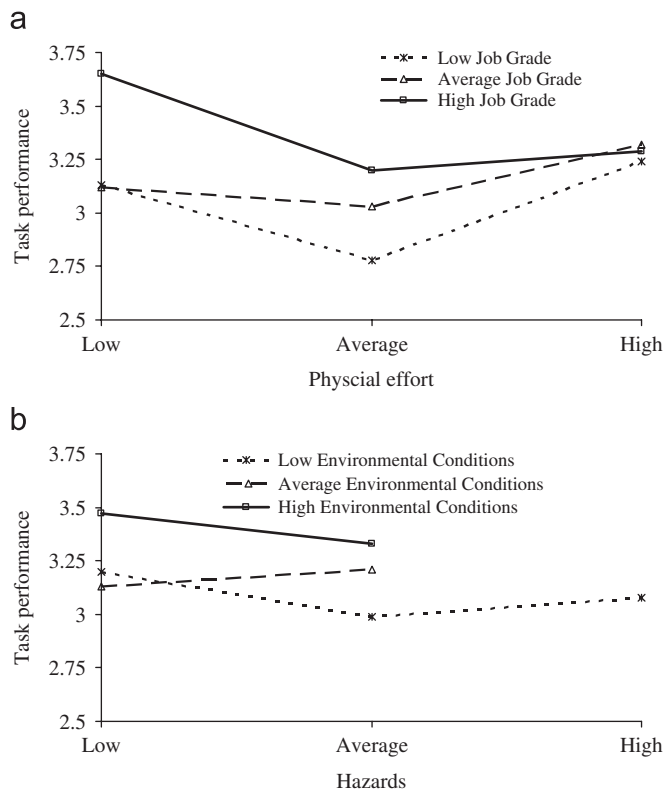 a
3.75
3.5
3.25
3
2.75
2.5
Task performance
Low Job Grade
Average Job Grade
High Job Grade
Low Average High
Physcial effort
b
3.75
3.5
3.25
3
2.75
2.5
Task performance
Low Environmental Conditions
Average Environmental Conditions
High Environmental Conditions
Low Average High
Hazards